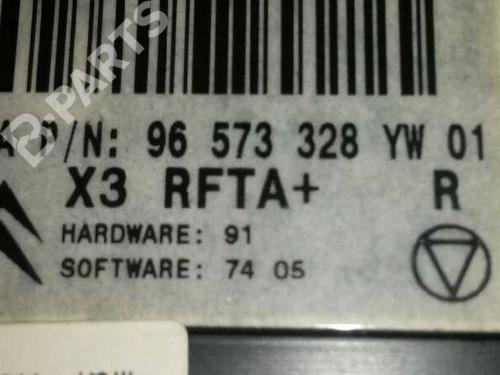 B-PARTS
A P/N: 96 573 328 YW 01
X3 RFTA+ R
HARDWARE: 91
SOFTWARE: 74 05